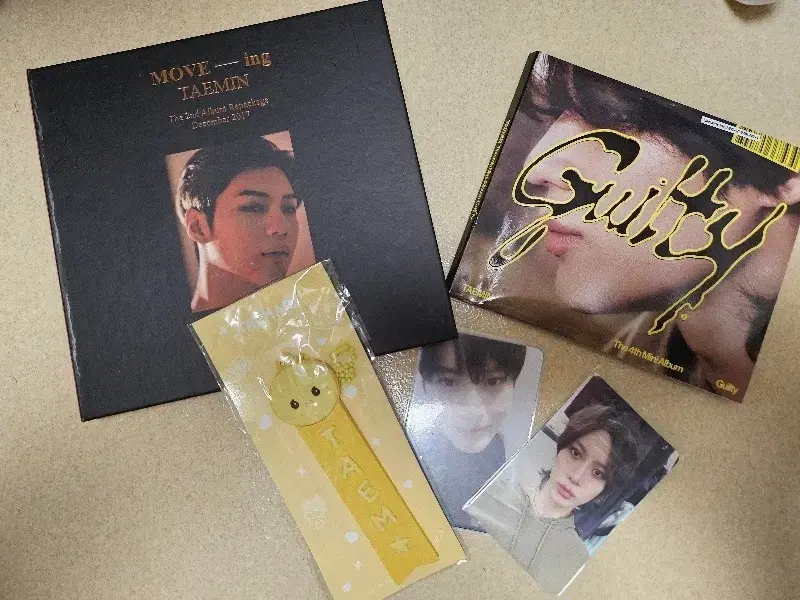 MOVE — ing
TAEMIN
The 2nd Album Repackage
December 2017
Guilty
TAEMIN
The 4th Mini Album
Guilty
TAEM